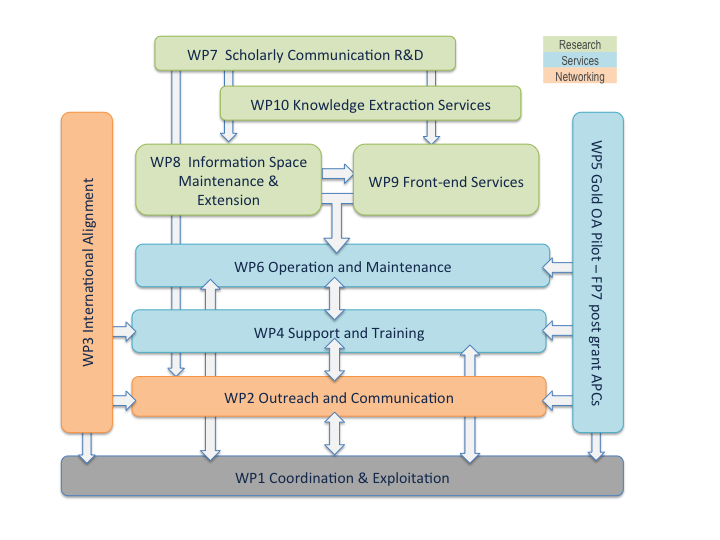 WP7  Scholarly Communication R&D
Research
Services
Networking
WP10 Knowledge Extraction Services
WP8  Information Space
Maintenance &
Extension
WP9 Front-end Services
WP3 International Alignment
WP5 Gold OA Pilot – FP7 post grant APCs
WP6 Operation and Maintenance
WP4 Support and Training
WP2 Outreach and Communication
WP1 Coordination & Exploitation